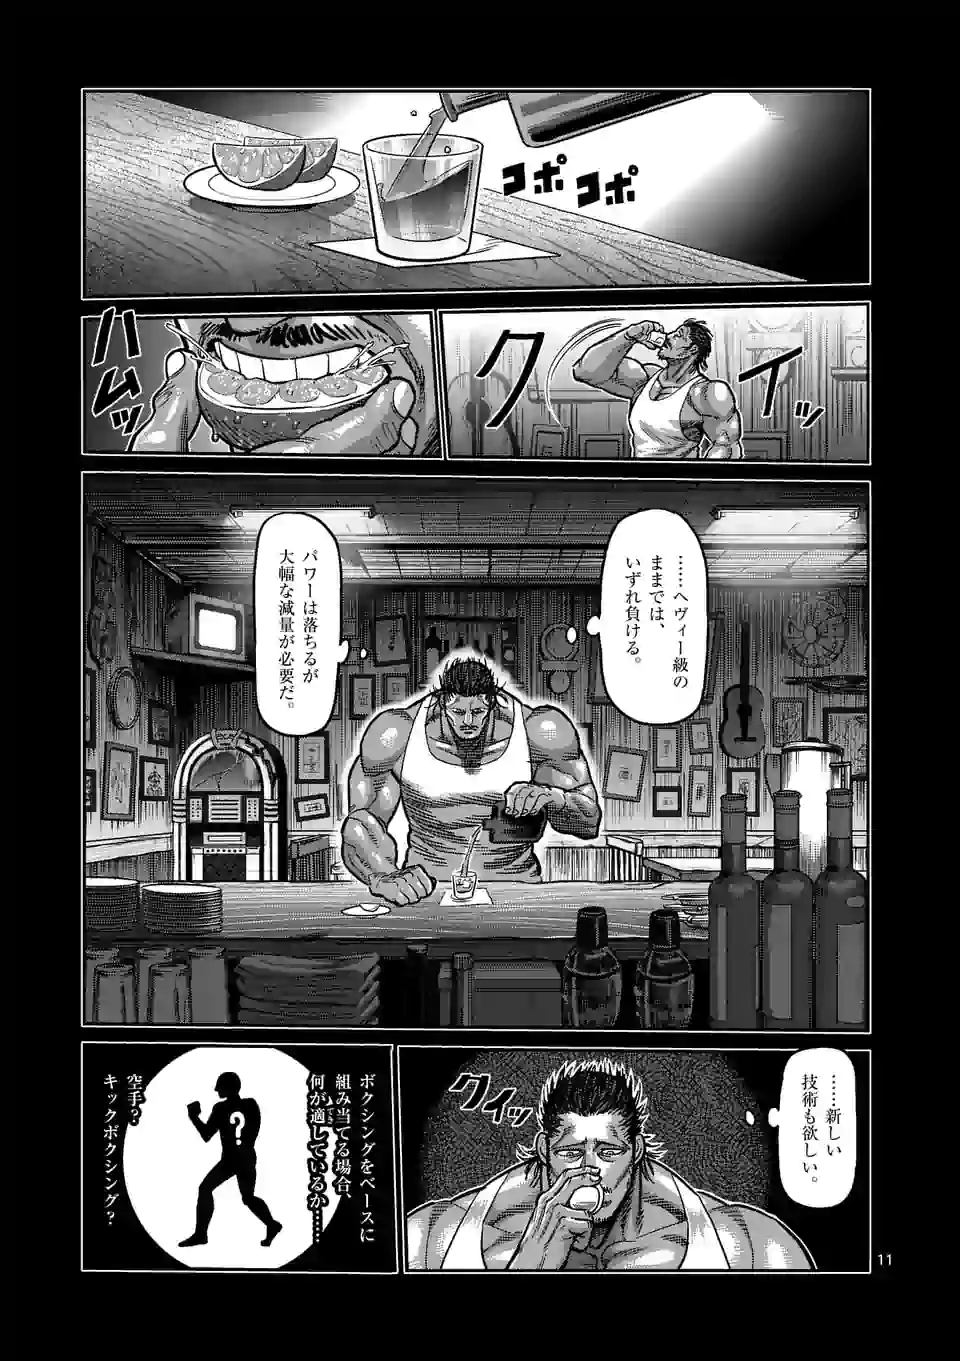 コポ
コポ
クイッ
ハムッ
………ヘヴィー級の
ままでは、
いずれ負ける。
パワーは落ちるが
大幅な減量が必要だ。
……新しい
技術も欲しい。
クイッ
ボクシングをベースに
組み当てる場合、
何が適しているか……
空手？
キックボクシング？
?
11